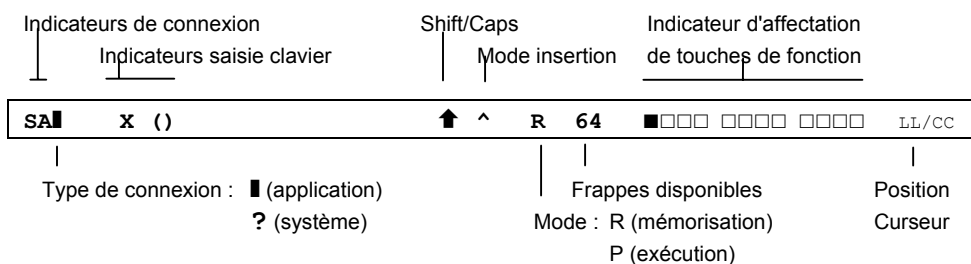 Indicateurs de connexion Shift/Caps Indicateur d'affectation
Indicateurs saisie clavier Mode insertion de touches de fonction
SA▮ X () ⬆ ^ R 64 ■□□□ □□□□ □□□□ LL/CC
Type de connexion : ▮ (application) Frappes disponibles Position
? (système) Mode : R (mémorisation) Curseur
P (exécution)